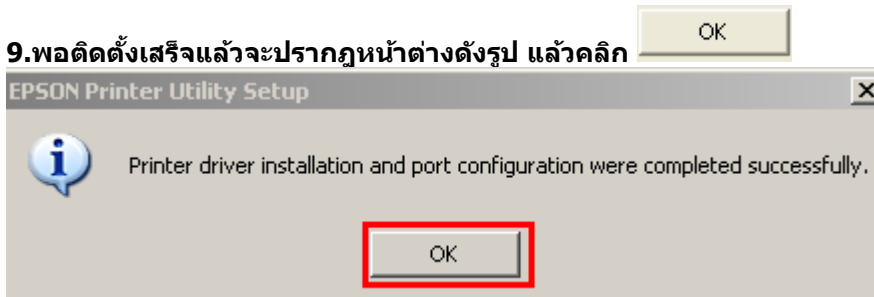 9.พอติดตั้งเสร็จแล้วจะปรากฎหน้าต่างดังรูป แล้วคลิก OK
EPSON Printer Utility Setup
Printer driver installation and port configuration were completed successfully.
OK